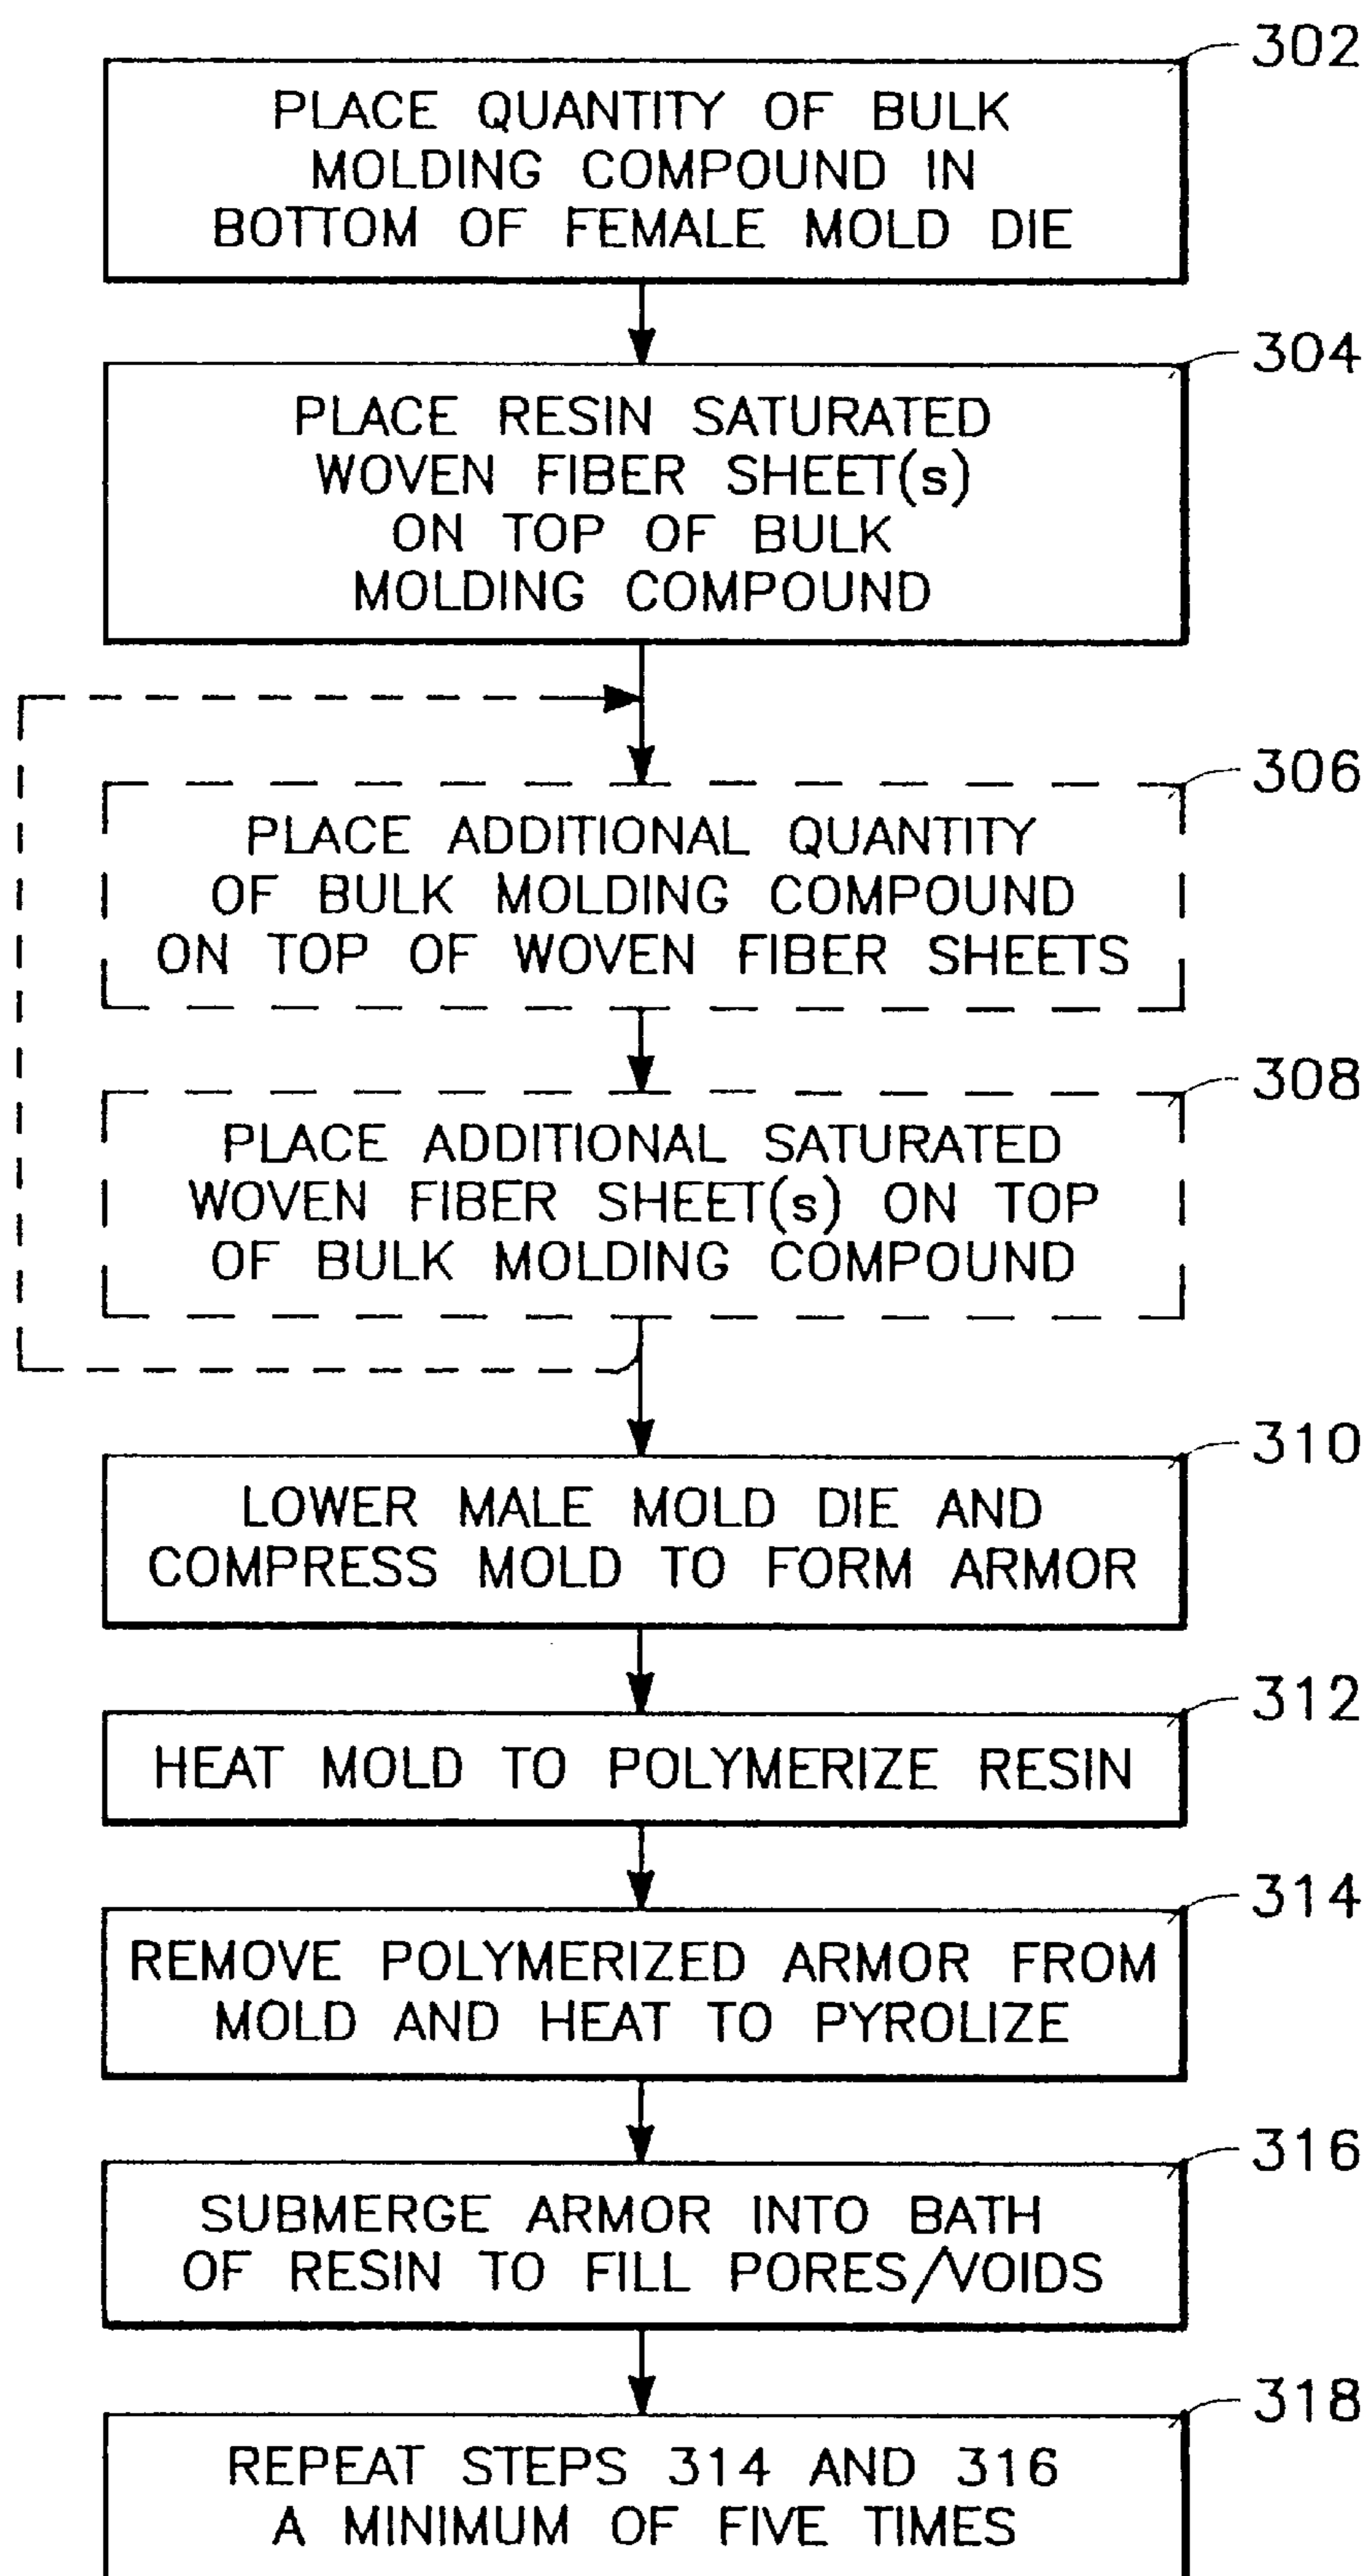 302
PLACE QUANTITY OF BULK
MOLDING COMPOUND IN
BOTTOM OF FEMALE MOLD DIE
304
PLACE RESIN SATURATED
WOVEN FIBER SHEET(s)
ON TOP OF BULK
MOLDING COMPOUND
306
PLACE ADDITIONAL QUANTITY
OF BULK MOLDING COMPOUND
ON TOP OF WOVEN FIBER SHEETS
308
PLACE ADDITIONAL SATURATED
WOVEN FIBER SHEET(s) ON TOP
OF BULK MOLDING COMPOUND
310
LOWER MALE MOLD DIE AND
COMPRESS MOLD TO FORM ARMOR
312
HEAT MOLD TO POLYMERIZE RESIN
314
REMOVE POLYMERIZED ARMOR FROM
MOLD AND HEAT TO PYROLIZE
316
SUBMERGE ARMOR INTO BATH
OF RESIN TO FILL PORES/VOIDS
318
REPEAT STEPS 314 AND 316
A MINIMUM OF FIVE TIMES